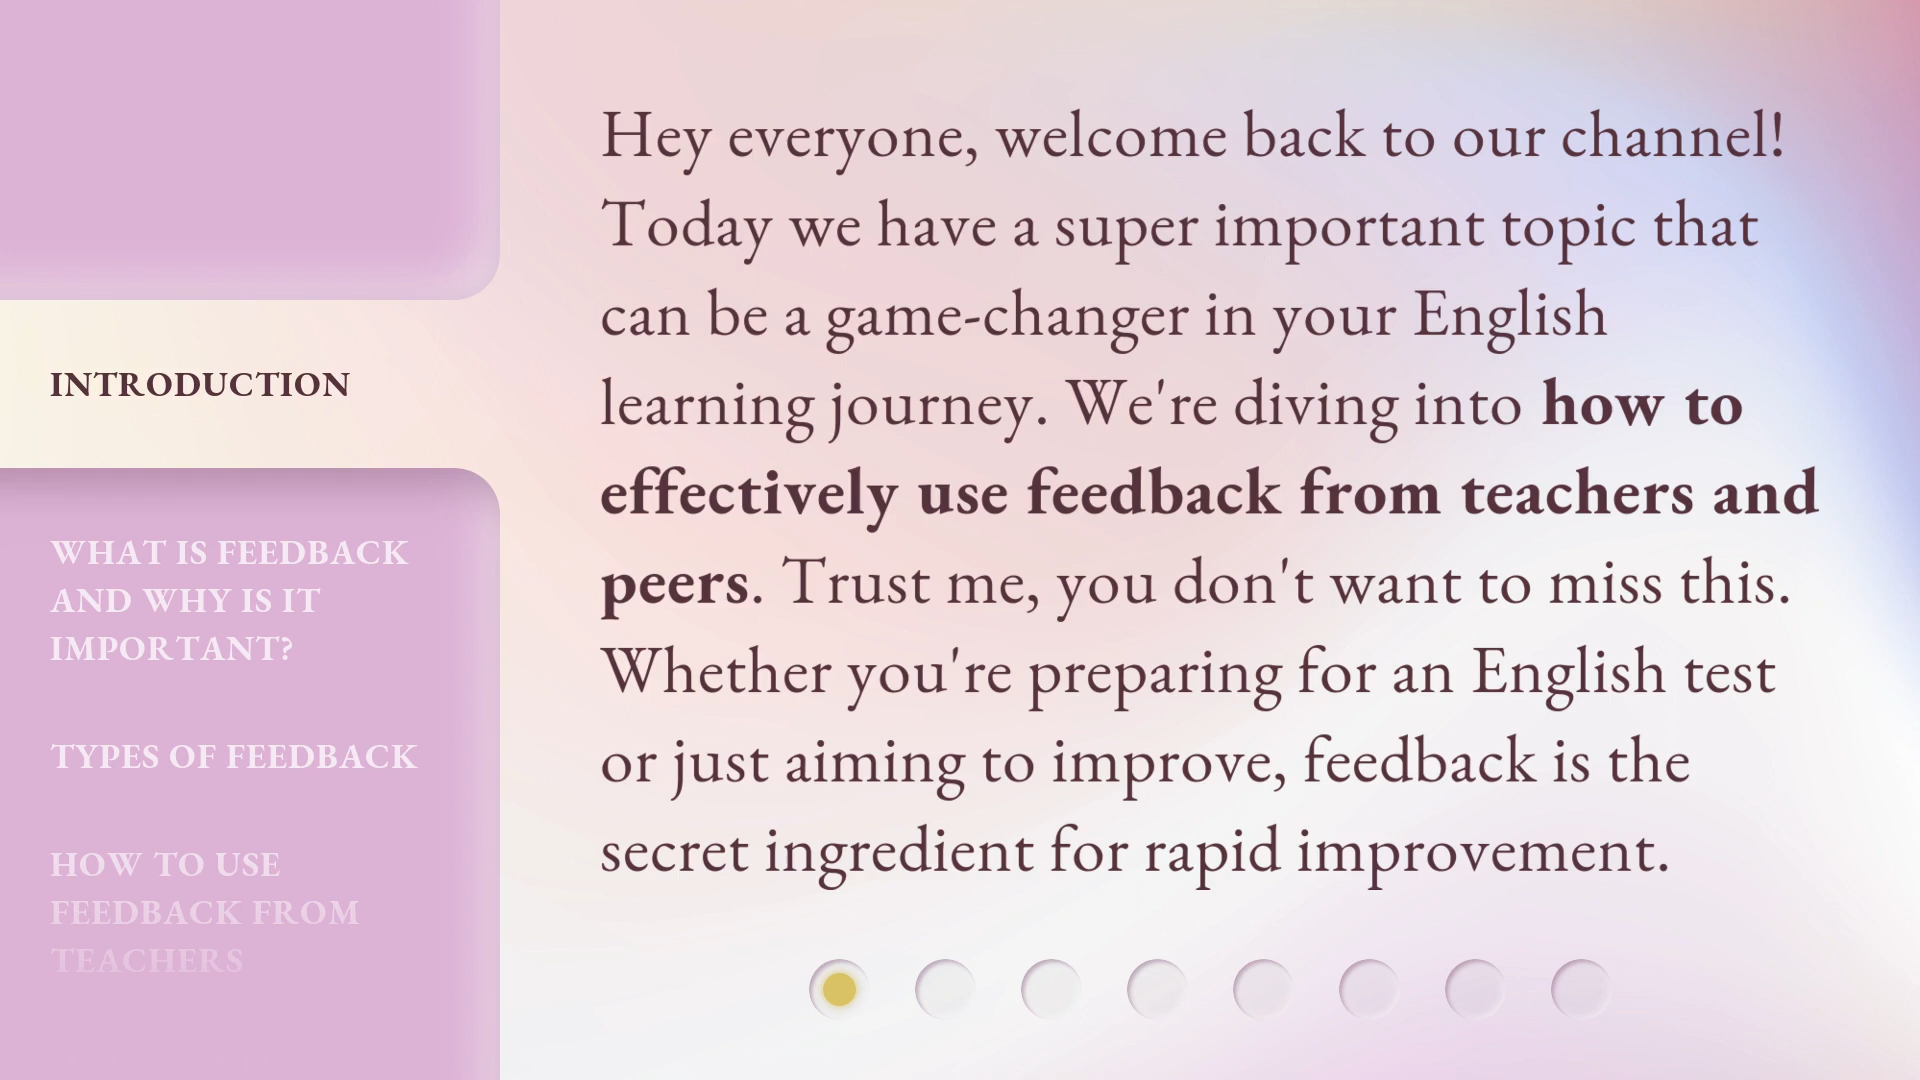 INTRODUCTION
WHAT IS FEEDBACK
AND WHY IS IT
IMPORTANT?
TYPES OF FEEDBACK
HOW TO USE
FEEDBACK FROM
TEACHERS
Hey everyone, welcome back to our channel!
Today we have a super important topic that
can be a game-changer in your English
learning journey. We're diving into how to
effectively use feedback from teachers and
peers. Trust me, you don't want to miss this.
Whether you're preparing for an English test
or just aiming to improve, feedback is the
secret ingredient for rapid improvement.